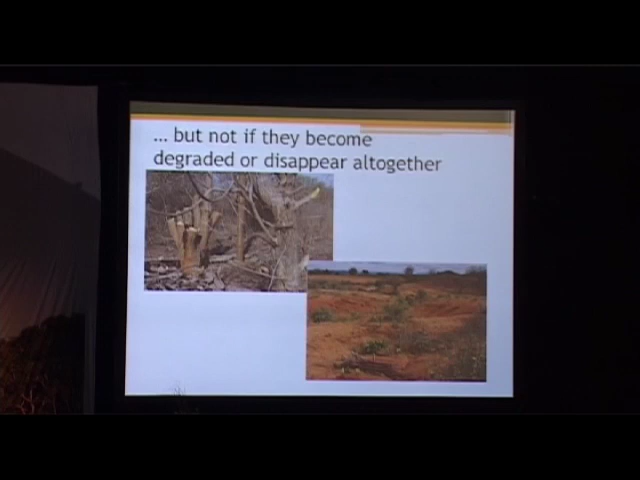 ... but not if they become
degraded or disappear altogether